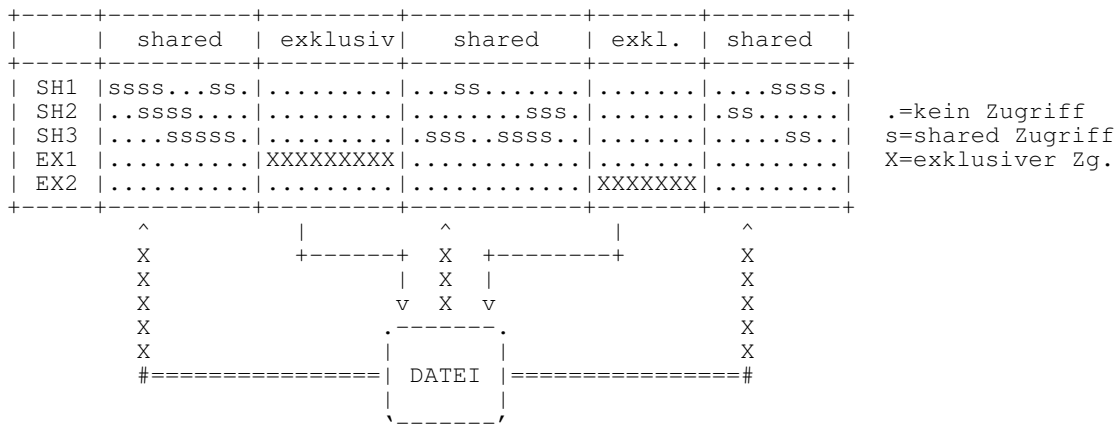 +-----+----------+---------+------------+-------+---------+
|     |  shared  | exklusiv|   shared   | exkl. | shared  |
+-----+----------+---------+------------+-------+---------+
| SH1 |ssss...ss.|.........|...ss.......|.......|....ssss.|
| SH2 |..ssss....|.........|........sss.|.......|.ss......|  .=kein Zugriff
| SH3 |....sssss.|.........|.sss..ssss..|.......|.....ss..|  s=shared Zugriff
| EX1 |..........|XXXXXXXXX|............|.......|.........|  X=exklusiver Zg.
| EX2 |..........|.........|............|XXXXXXX|.........|
+-----+----------+---------+------------+-------+---------+
         ^          |         ^           |        ^
         X          +------+  X  +--------+        X
         X                 |  X  |                 X
         X                 v  X  v                 X
         X                .-------.                X
         X                |       |                X
         #================| DATEI |================#
                          |       |
                          `-------'